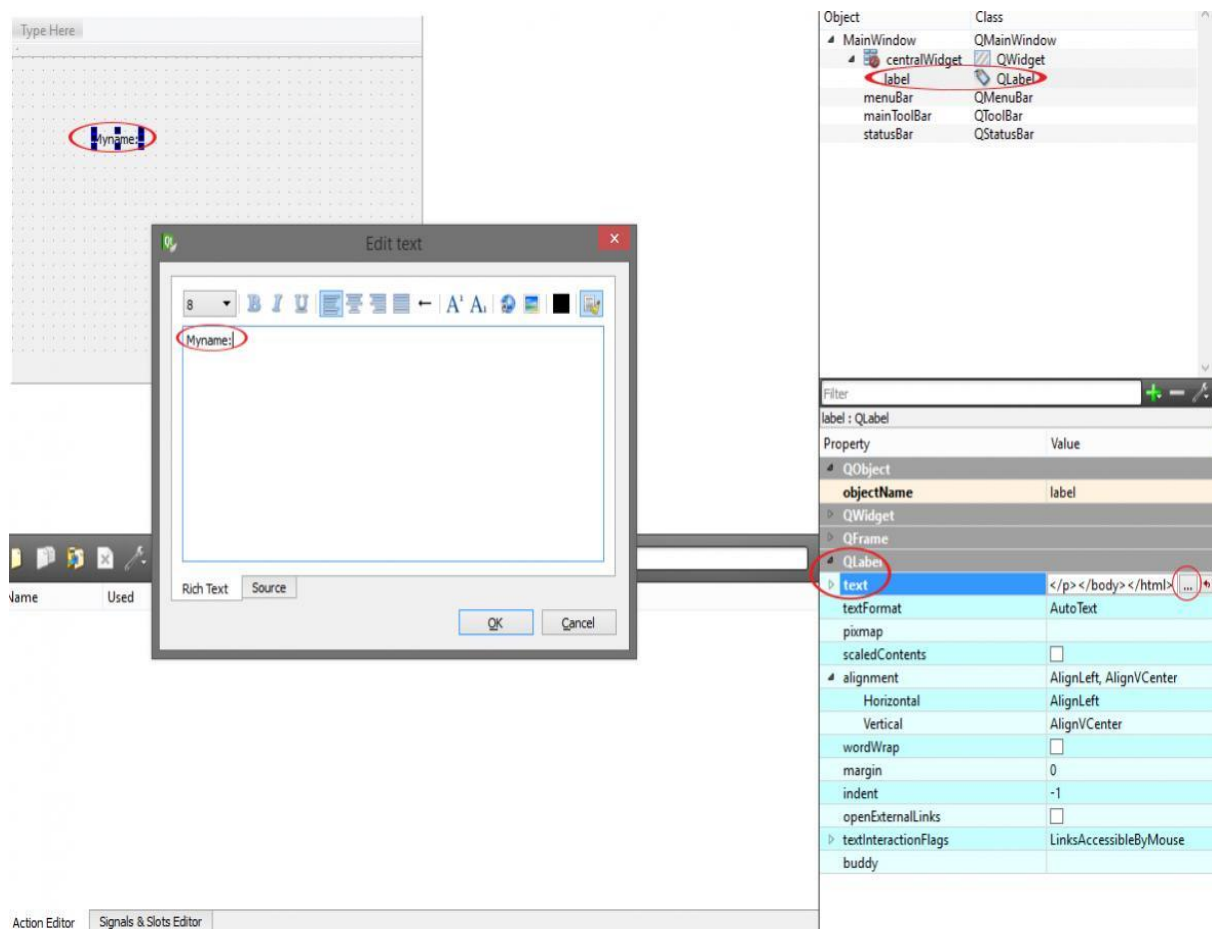 Type Here
Myname:
Edit text
8
B I U A¹ A₁
Myname:
Rich Text Source
OK Cancel
Used
Action Editor Signals & Slots Editor
Object Class
MainWindow QMainWindow
centralWidget QWidget
label QLabel
menuBar QMenuBar
mainToolBar QToolBar
statusBar QStatusBar
Filter
label : QLabel
Property Value
QObject
objectName label
QWidget
QFrame
QLabel
text </p></body></html> ...
textFormat AutoText
pixmap
scaledContents
alignment AlignLeft, AlignVCenter
Horizontal AlignLeft
Vertical AlignVCenter
wordWrap
margin 0
indent -1
openExternalLinks
textInteractionFlags LinksAccessibleByMouse
buddy